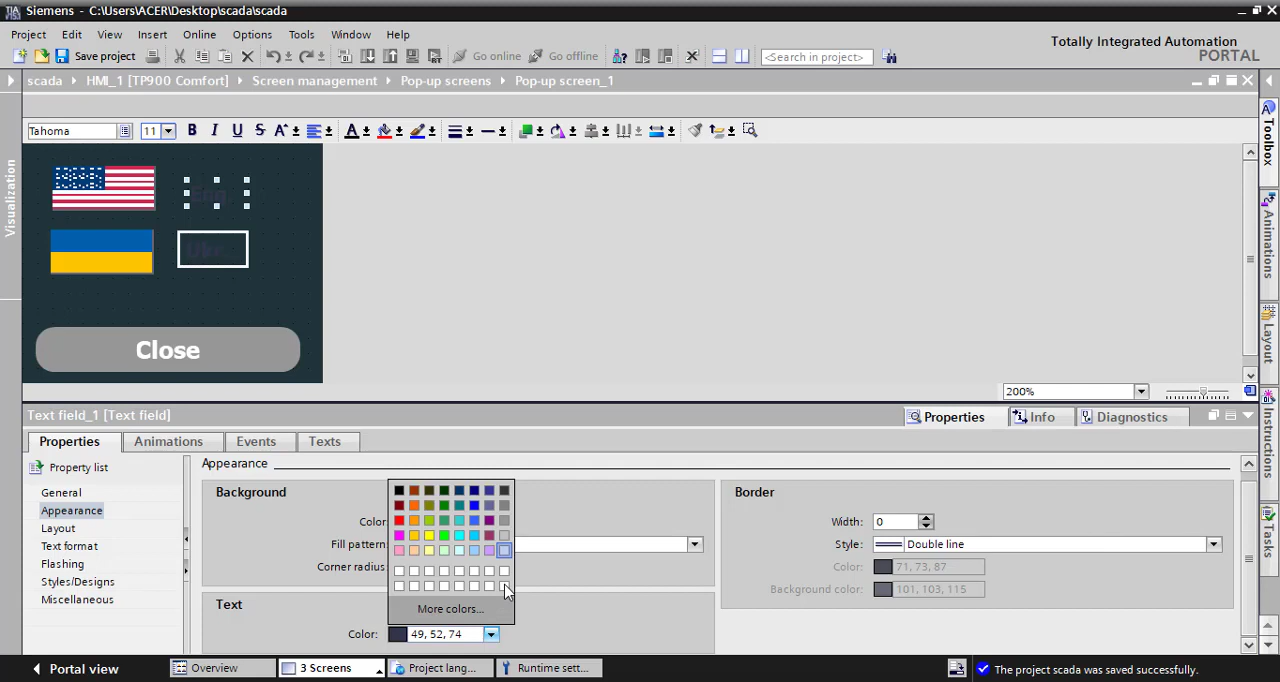 Siemens - C:\Users\ACER\Desktop\scada\scada
Project Edit View Insert Online Options Tools Window Help
Totally Integrated Automation
PORTAL
Save project Go online Go offline <Search in project>
scada HMI_1 [TP900 Comfort] Screen management Pop-up screens Pop-up screen_1
Tahoma 11 B I U S A A
Visualization
Eng
Ukr
Close
200%
Toolbox
Animations
Layout
Instructions
Tasks
Text field_1 [Text field]
Properties Info Diagnostics
Properties Animations Events Texts
Property list
General
Appearance
Layout
Text format
Flashing
Styles/Designs
Miscellaneous
Appearance
Background
Color:
Fill pattern:
Corner radius:
More colors...
Text
Color: 49, 52, 74
Border
Width: 0
Style: Double line
Color: 71, 73, 87
Background color: 101, 103, 115
Portal view Overview 3 Screens Project lang... Runtime sett... The project scada was saved successfully.